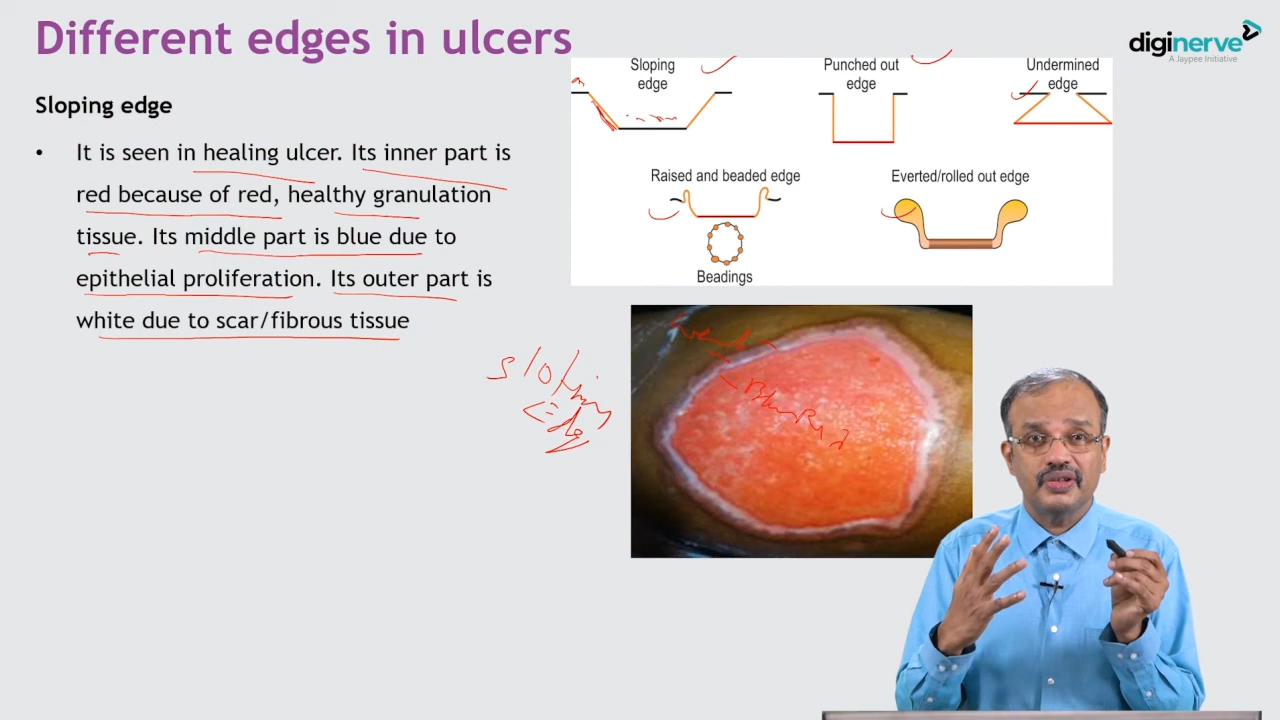 Different edges in ulcers
diginerve
A Jaypee Initiative
Sloping edge
• It is seen in healing ulcer. Its inner part is
red because of red, healthy granulation
tissue. Its middle part is blue due to
epithelial proliferation. Its outer part is
white due to scar/fibrous tissue
Sloping
edge
Punched out
edge
Undermined
edge
Raised and beaded edge
Everted/rolled out edge
Beadings
Sloping
Edge
Red